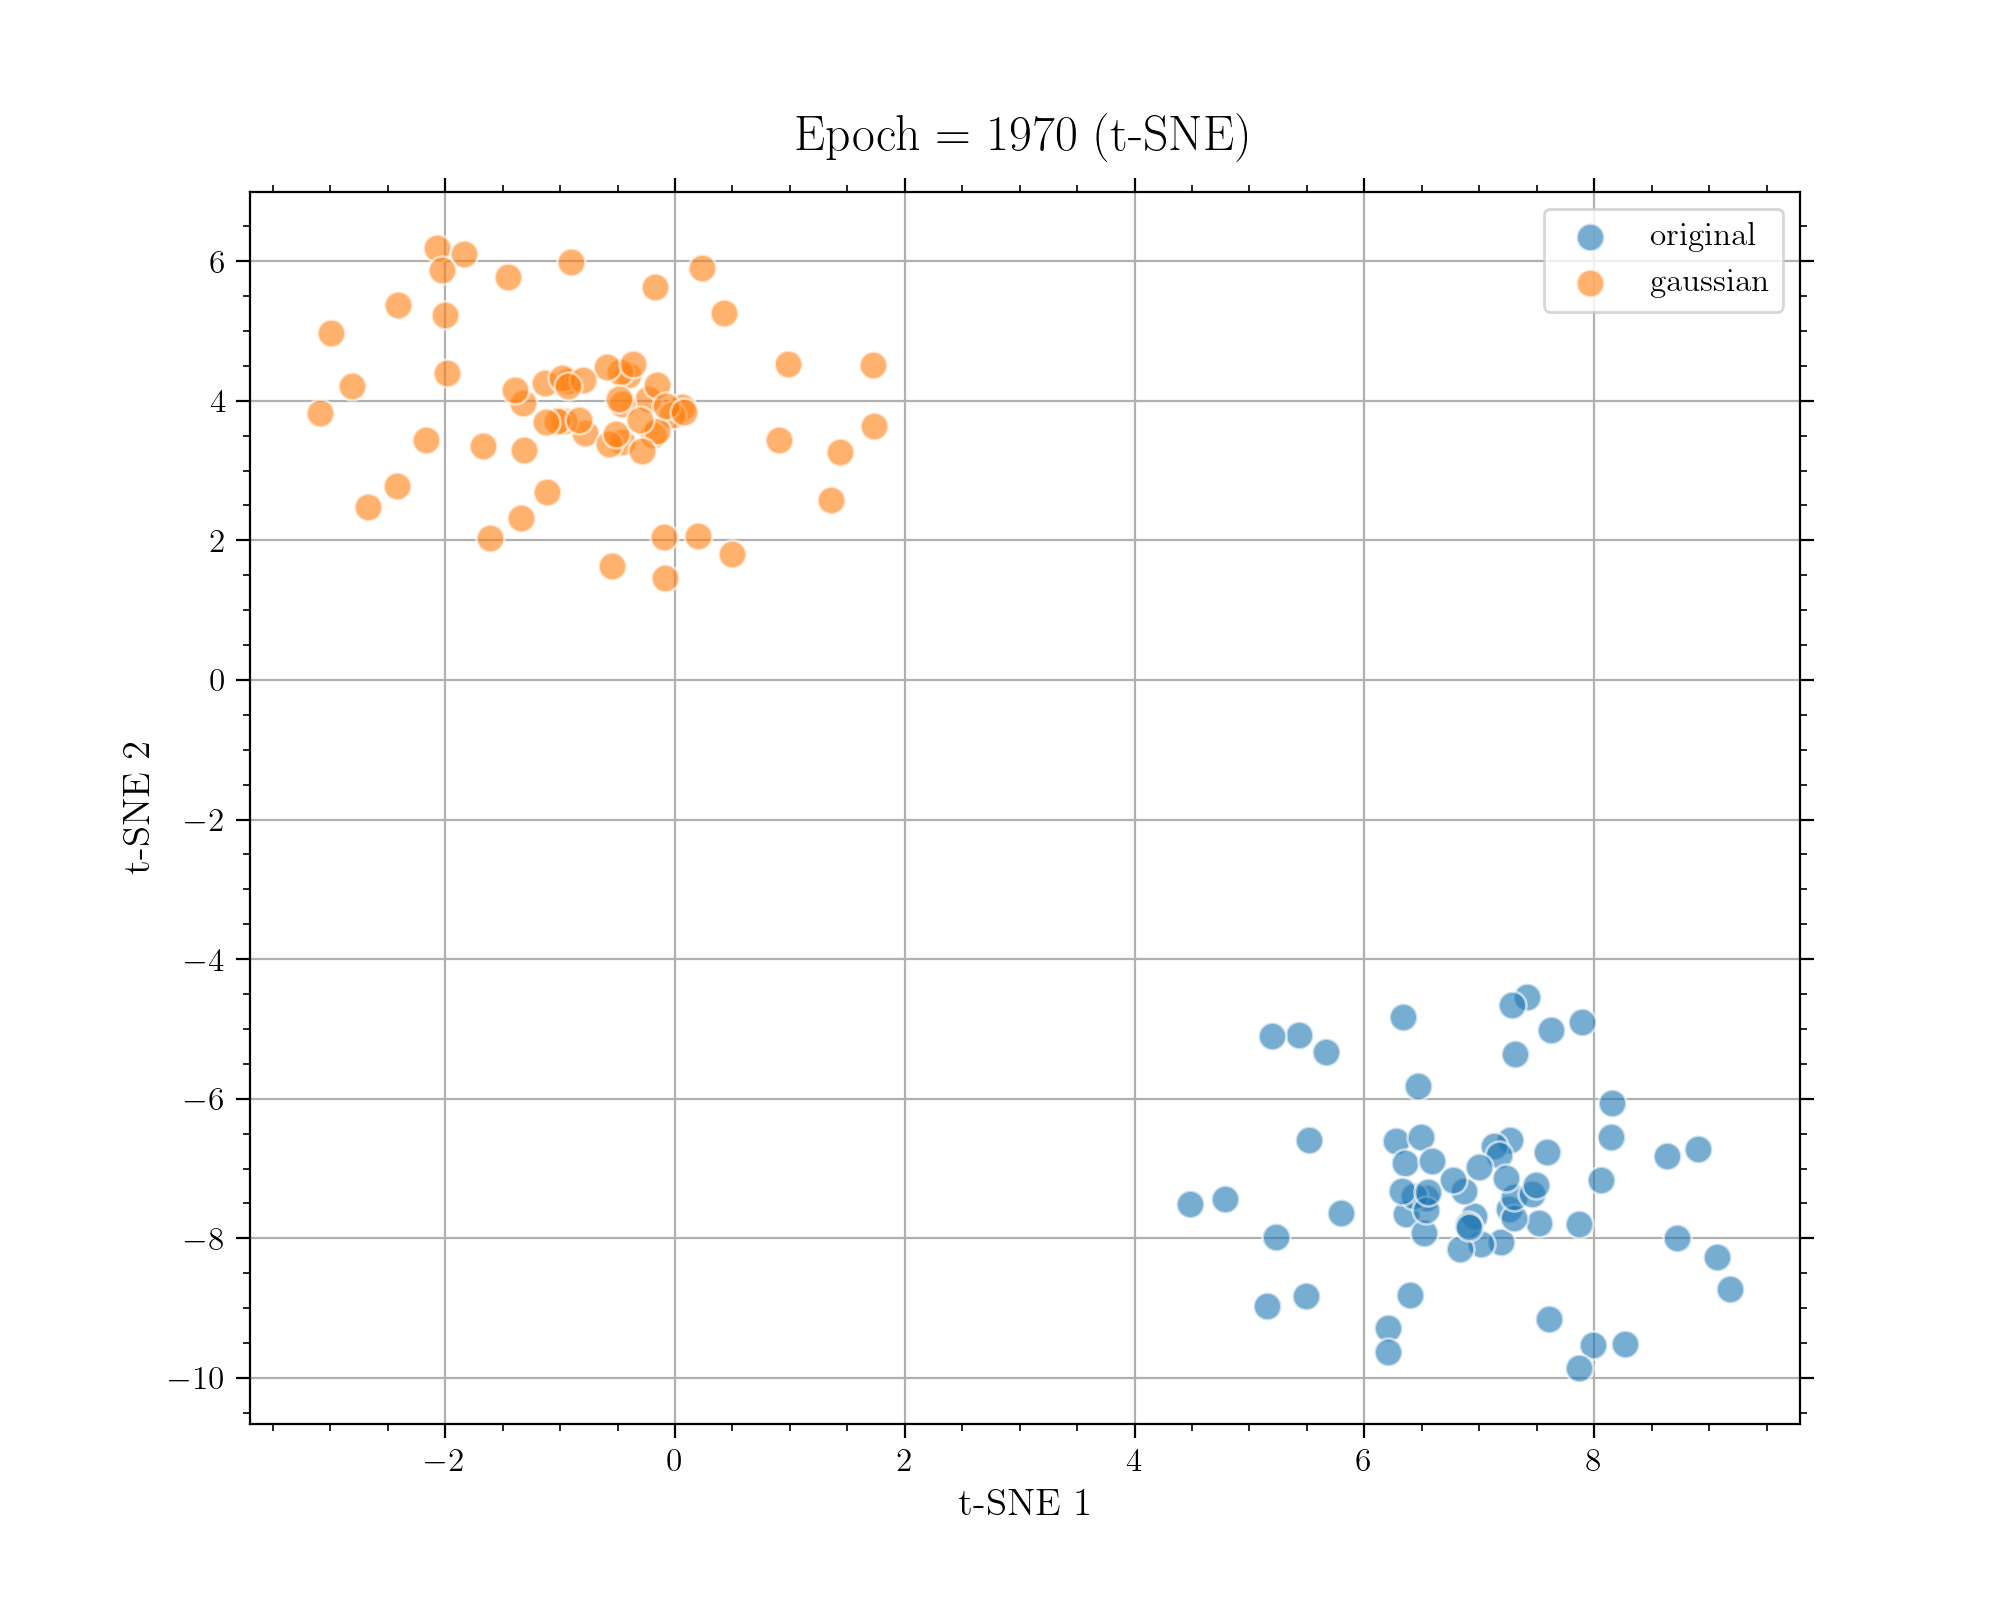 Epoch = 1970 (t-SNE)
original
gaussian
6
4
2
0
−2
−4
−6
−8
−10
t-SNE 2
−2 0 2 4 6 8
t-SNE 1